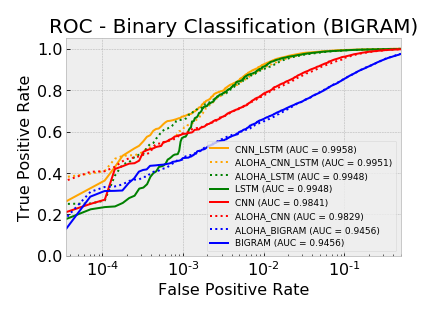 ROC - Binary Classification (BIGRAM)
True Positive Rate
1.0
0.8
0.6
0.4
0.2
0.0
CNN_LSTM (AUC = 0.9958)
ALOHA_CNN_LSTM (AUC = 0.9951)
ALOHA_LSTM (AUC = 0.9948)
LSTM (AUC = 0.9948)
CNN (AUC = 0.9841)
ALOHA_CNN (AUC = 0.9829)
ALOHA_BIGRAM (AUC = 0.9456)
BIGRAM (AUC = 0.9456)
10⁻⁴ 10⁻³ 10⁻² 10⁻¹
False Positive Rate